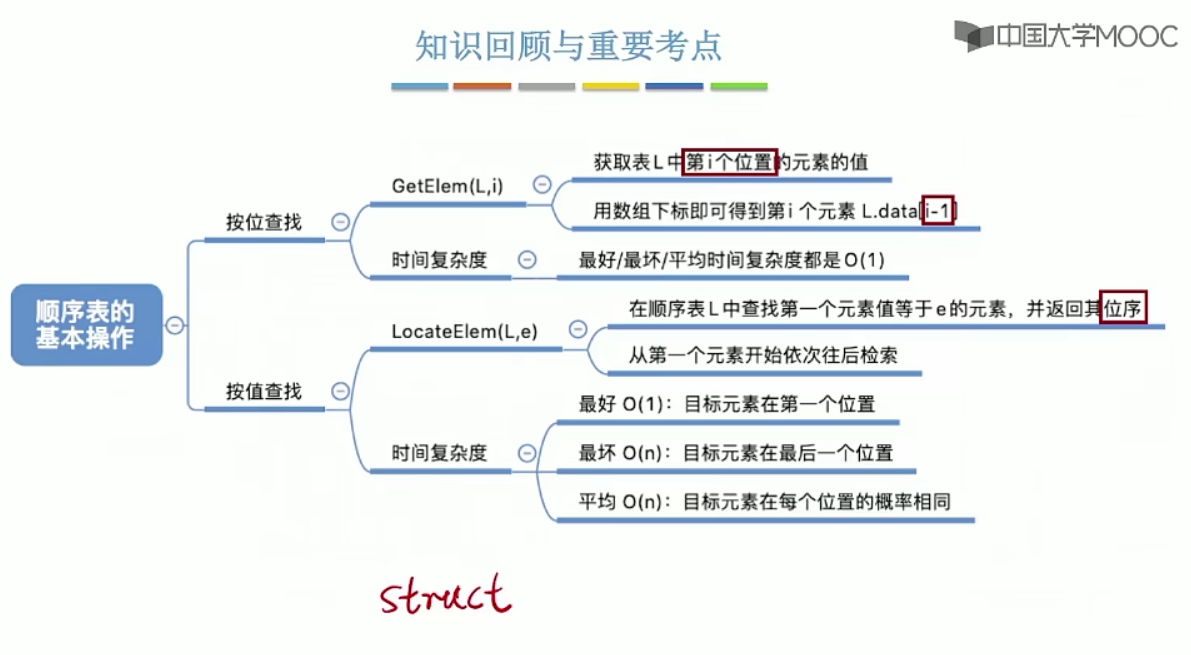 知识回顾与重要考点
中国大学MOOC
顺序表的
基本操作
按位查找
GetElem(L,i)
获取表L中第i个位置的元素的值
用数组下标即可得到第i个元素 L.data[i-1]
时间复杂度
最好/最坏/平均时间复杂度都是O(1)
按值查找
LocateElem(L,e)
在顺序表L中查找第一个元素值等于e的元素，并返回其位序
从第一个元素开始依次往后检索
时间复杂度
最好 O(1)：目标元素在第一个位置
最坏 O(n)：目标元素在最后一个位置
平均 O(n)：目标元素在每个位置的概率相同
struct